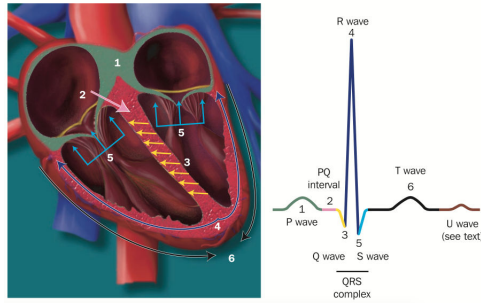 1
2
3
4
5
5
6
R wave
4
PQ
interval
T wave
6
1
2
P wave
3
5
U wave
(see text)
Q wave
S wave
QRS
complex